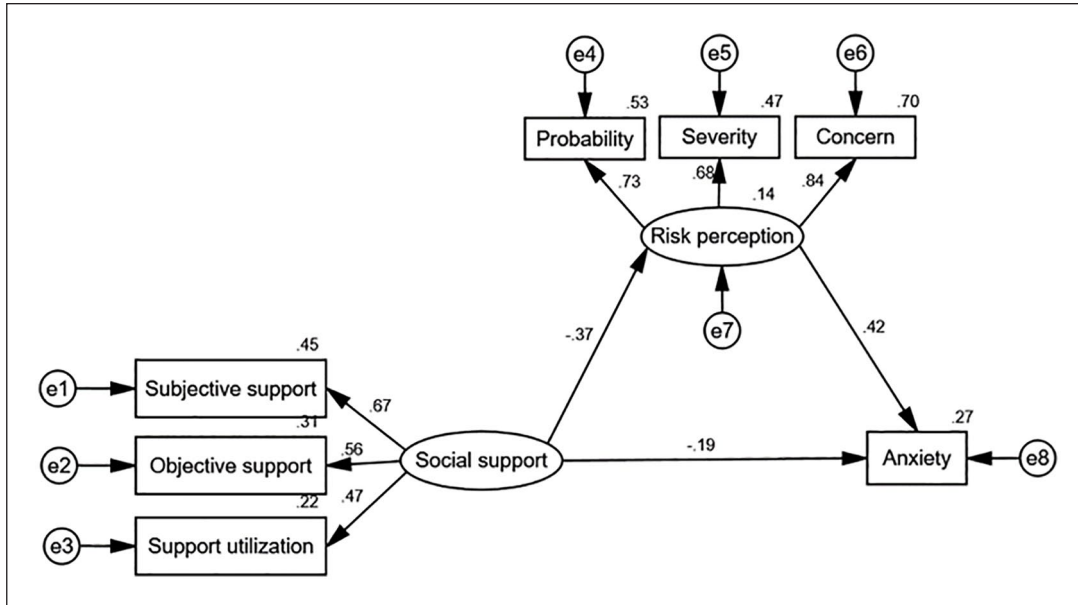 e4
e5
e6
.53
.47
.70
Probability
Severity
Concern
.73
.68
.84
.14
Risk perception
e7
-.37
.42
.45
e1
Subjective support
.67
.31
e2
Objective support
.56
Social support
-.19
.27
Anxiety
e8
.22
.47
e3
Support utilization